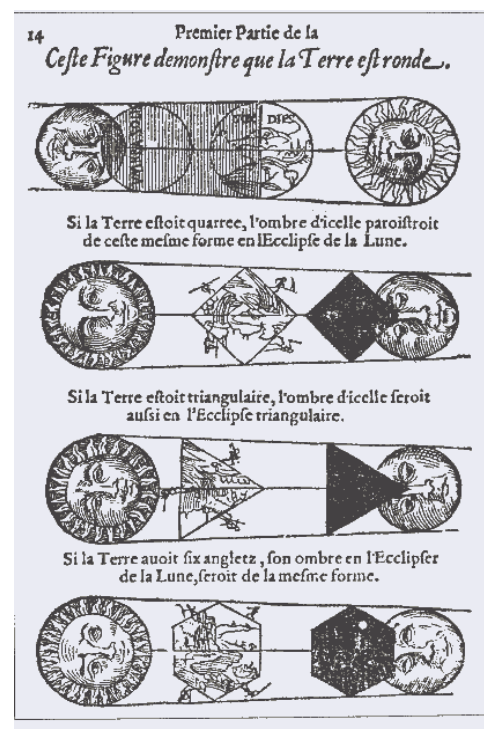 14 Premier Partie de la
Ceſte Figure demonſtre que la Terre eſt ronde.
DIES
Si la Terre eſtoit quarree, l'ombre d'icelle paroiſtroit
de ceſte meſme forme en lEcclipſe de la Lune.
Si la Terre eſtoit triangulaire, l'ombre d'icelle ſeroit
auſſi en l'Ecclipſe triangulaire.
Si la Terre auoit ſix angletz, ſon ombre en l'Ecclipſer
de la Lune, ſeroit de la meſme forme.